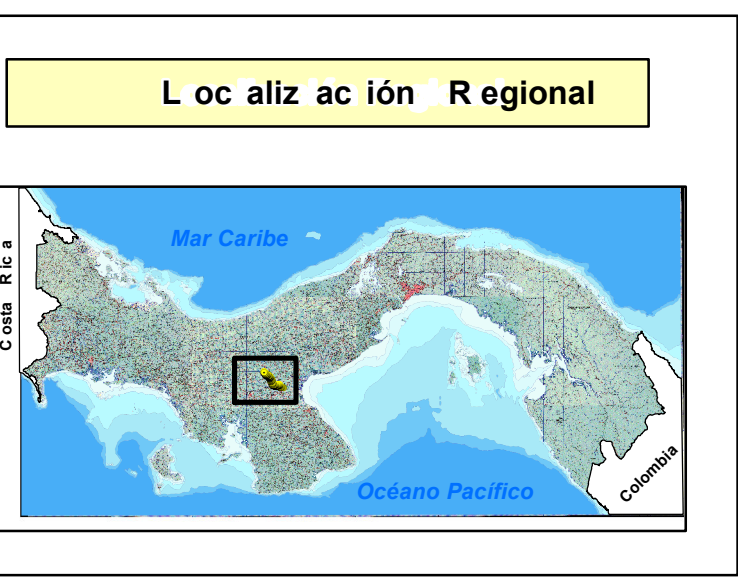 Localización Regional
Mar Caribe
Costa Rica
Océano Pacífico
Colombia